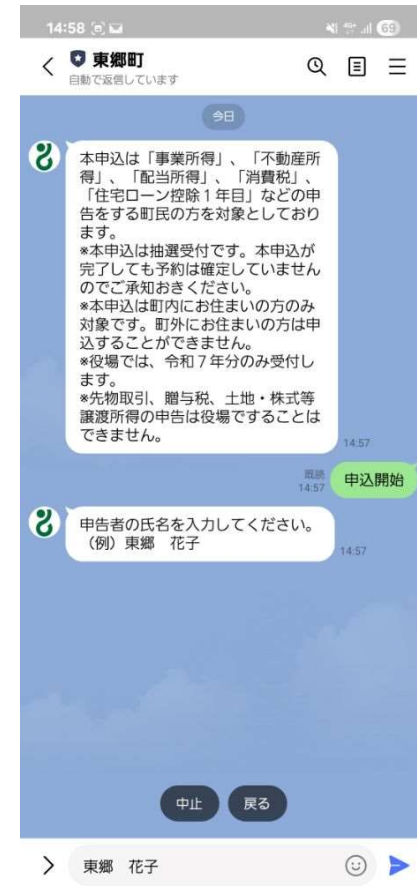 14:58
69
東郷町
自動で返信しています
今日
本申込は「事業所得」、「不動産所
得」、「配当所得」、「消費税」、
「住宅ローン控除1年目」などの申
告をする町民の方を対象としており
ます。
*本申込は抽選受付です。本申込が
完了しても予約は確定していません
のでご承知おきください。
*本申込は町内にお住まいの方のみ
対象です。町外にお住まいの方は申
込することができません。
*役場では、令和7年分のみ受付し
ます。
*先物取引、贈与税、土地・株式等
譲渡所得の申告は役場ですることは
できません。
14:57
既読
14:57
申込開始
申告者の氏名を入力してください。
(例)東郷 花子
14:57
中止
戻る
東郷 花子